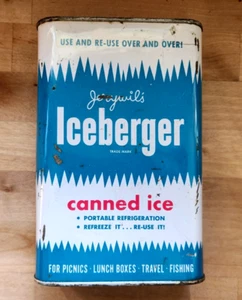 USE AND RE-USE OVER AND OVER!
Jerywil's
Iceberger
TRADE MARK
canned ice
• PORTABLE REFRIGERATION
• REFREEZE IT... RE-USE IT!
FOR PICNICS · LUNCH BOXES · TRAVEL · FISHING